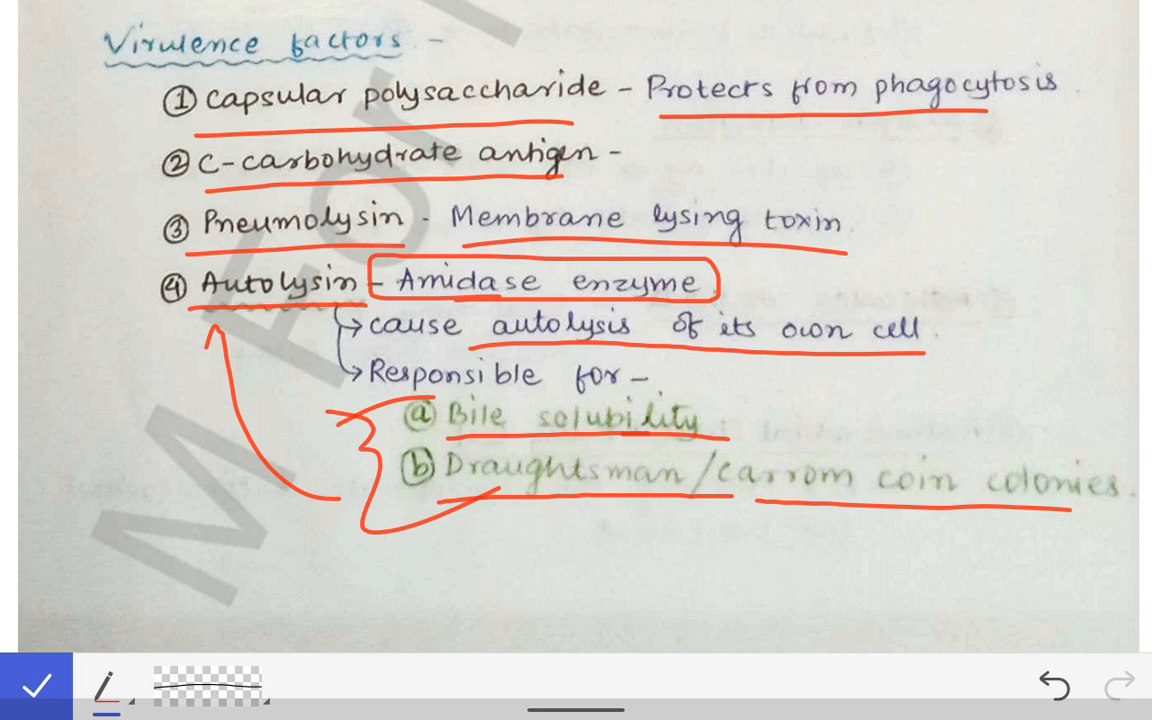 Virulence factors -
① Capsular polysaccharide - Protects from phagocytosis.
② C-carbohydrate antigen -
③ Pneumolysin - Membrane lysing toxin.
④ Autolysin - Amidase enzyme.
↳ cause autolysis of its own cell.
↳ Responsible for -
ⓐ Bile solubility
ⓑ Draughtsman/carrom coin colonies.
M For